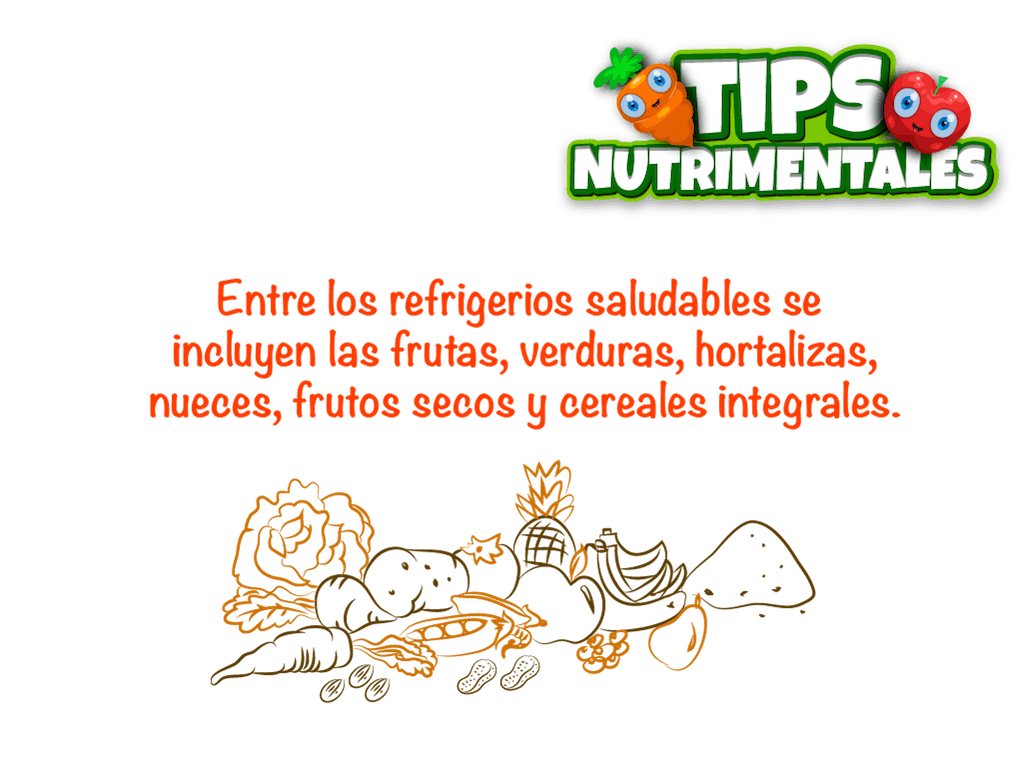 TIPS
NUTRIMENTALES
Entre los refrigerios saludables se
incluyen las frutas, verduras, hortalizas,
nueces, frutos secos y cereales integrales.